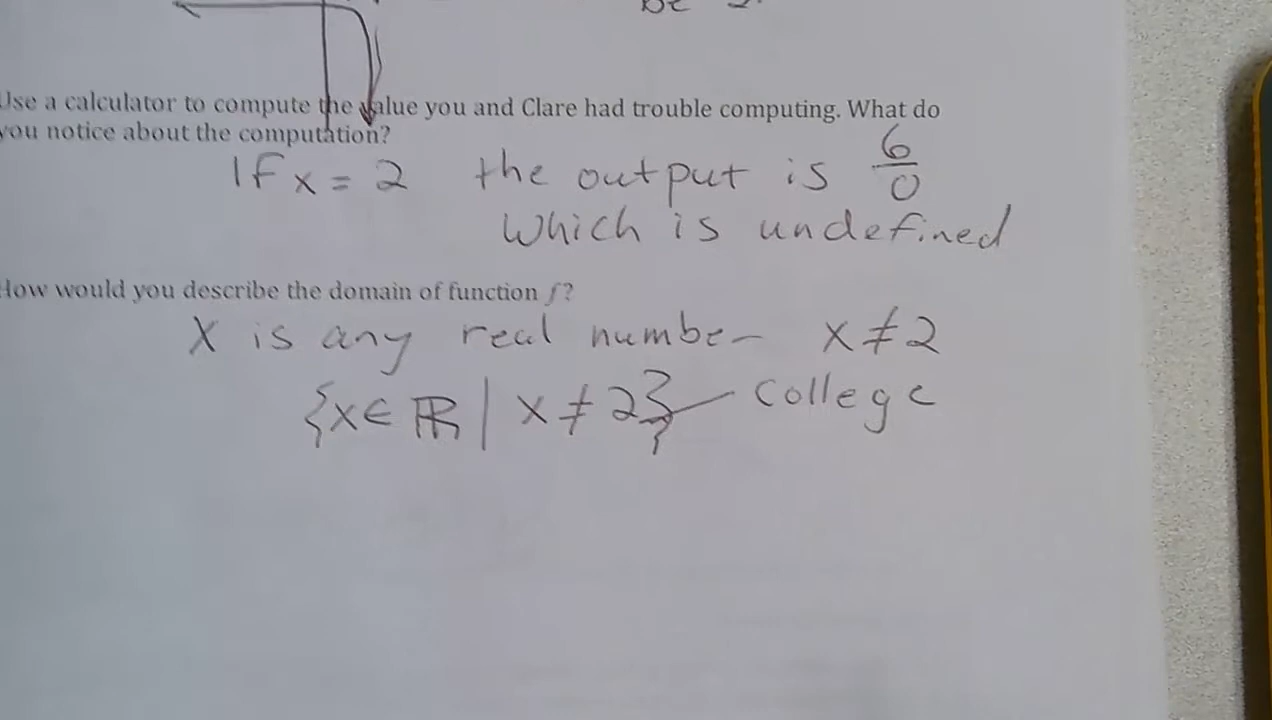 be 2.
Use a calculator to compute the value you and Clare had trouble computing. What do
you notice about the computation?
If x = 2 the output is 6/0
which is undefined
How would you describe the domain of function f?
X is any real number x ≠ 2
{x ∈ ℝ | x ≠ 2} — College